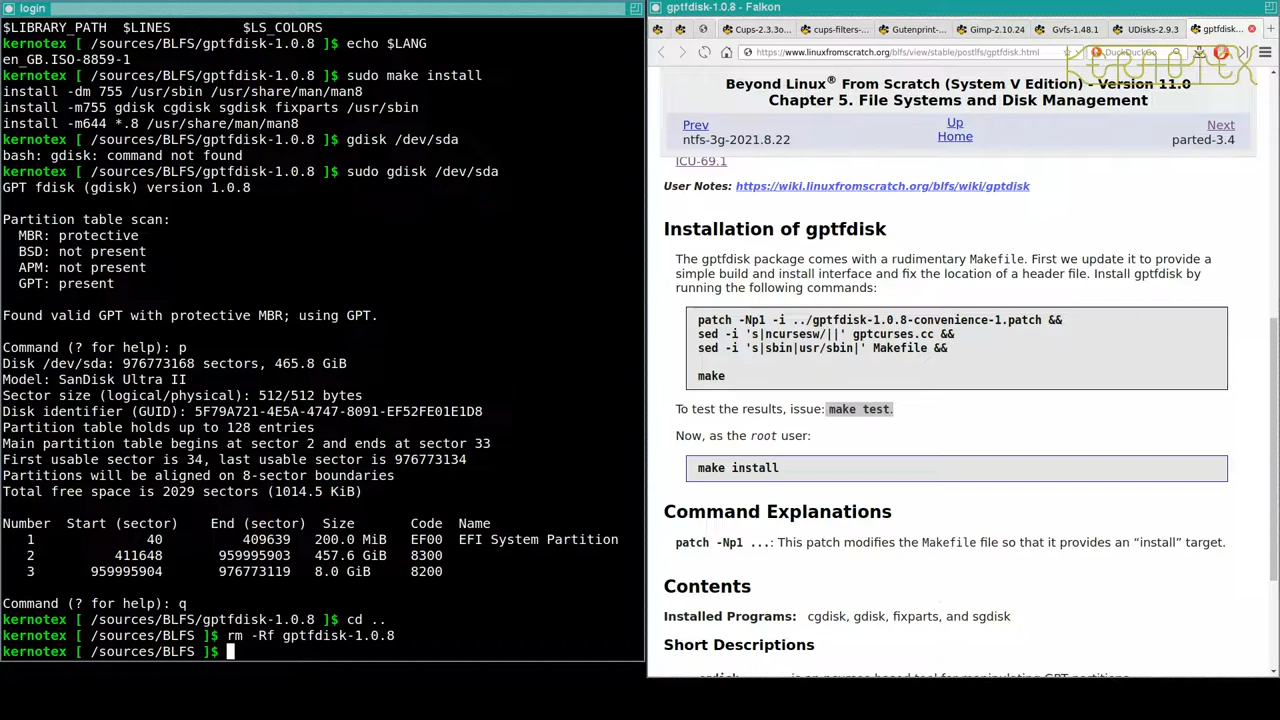 login
$LIBRARY_PATH  $LINES         $LS_COLORS
kernotex [ /sources/BLFS/gptfdisk-1.0.8 ]$ echo $LANG
en_GB.ISO-8859-1
kernotex [ /sources/BLFS/gptfdisk-1.0.8 ]$ sudo make install
install -dm 755 /usr/sbin /usr/share/man/man8
install -m755 gdisk cgdisk sgdisk fixparts /usr/sbin
install -m644 *.8 /usr/share/man/man8
kernotex [ /sources/BLFS/gptfdisk-1.0.8 ]$ gdisk /dev/sda
bash: gdisk: command not found
kernotex [ /sources/BLFS/gptfdisk-1.0.8 ]$ sudo gdisk /dev/sda
GPT fdisk (gdisk) version 1.0.8
Partition table scan:
MBR: protective
BSD: not present
APM: not present
GPT: present
Found valid GPT with protective MBR; using GPT.
Command (? for help): p
Disk /dev/sda: 976773168 sectors, 465.8 GiB
Model: SanDisk Ultra II
Sector size (logical/physical): 512/512 bytes
Disk identifier (GUID): 5F79A721-4E5A-4747-8091-EF52FE01E1D8
Partition table holds up to 128 entries
Main partition table begins at sector 2 and ends at sector 33
First usable sector is 34, last usable sector is 976773134
Partitions will be aligned on 8-sector boundaries
Total free space is 2029 sectors (1014.5 KiB)
Number  Start (sector)    End (sector)  Size       Code  Name
1              40          409639   200.0 MiB   EF00  EFI System Partition
2          411648       959995903   457.6 GiB   8300
3       959995904       976773119   8.0 GiB     8200
Command (? for help): q
kernotex [ /sources/BLFS/gptfdisk-1.0.8 ]$ cd ..
kernotex [ /sources/BLFS ]$ rm -Rf gptfdisk-1.0.8
kernotex [ /sources/BLFS ]$
gptfdisk-1.0.8 - Falkon
Cups-2.3.3o... cups-filters-... Gutenprint-... Gimp-2.10.24 Gvfs-1.48.1 UDisks-2.9.3 gptfdisk...
https://www.linuxfromscratch.org/blfs/view/stable/postlfs/gptfdisk.html DuckDuckGo
KERNOTEX
Beyond Linux® From Scratch (System V Edition) - Version 11.0
Chapter 5. File Systems and Disk Management
Prev Up Next
ntfs-3g-2021.8.22 Home parted-3.4
ICU-69.1
User Notes: https://wiki.linuxfromscratch.org/blfs/wiki/gptdisk
Installation of gptfdisk
The gptfdisk package comes with a rudimentary Makefile. First we update it to provide a
simple build and install interface and fix the location of a header file. Install gptfdisk by
running the following commands:
patch -Np1 -i ../gptfdisk-1.0.8-convenience-1.patch &&
sed -i 's|ncursesw/||' gptcurses.cc &&
sed -i 's|sbin|usr/sbin|' Makefile &&
make
To test the results, issue: make test.
Now, as the root user:
make install
Command Explanations
patch -Np1 ...: This patch modifies the Makefile file so that it provides an “install” target.
Contents
Installed Programs: cgdisk, gdisk, fixparts, and sgdisk
Short Descriptions
cgdisk is an ncurses-based tool for manipulating GPT partitions